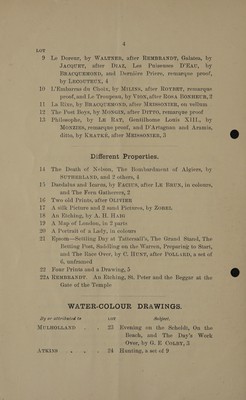 4
LOT
9 Le Doreur, by WALTNER, after REMBRANDT, Galatea, by
JACQUET, after DIAZ, Les Puiseuses D'Eau, by
BRACQUEMOND, and Dernière Prière, remarque proof,
by LECOUTEUX, 4
10 L'Embarras du Choix, by MILIUS, after ROYBET, remarque
proof, and Le Troupeau, by VION, after ROSA BONHEUR, 2
11 La Rixe, by BRACQUEMOND, after MEISSONIER, on vellum
12 The Post Boys, by MONGIN, after DITTO, remarque proof
13 Philosophe, by LE RAT, Gentilhome Louis XIII., by
MONZIES, remarque proof, and D'Artagnan and Aramis,
ditto, by KRATKE, after MEISSONIER, 3
Different Properties.
14 The Death of Nelson, The Bombardment of Algiers, by
SUTHERLAND, and 2 others, 4
15 Daedalus and Icarus, by FACIUS, after LE BRUN, in colours,
and The Fern Gatherers, 2
16 Two old Prints, after OLIVIER
17 A silk Picture and 2 sand Pictures, by ZOBEL
18 An Etching, by A. H. HAIG
19 A Map of London, in 2 parts
20 A Portrait of a Lady, in colours
21 Epsom—Settling Day at Tattersall's, The Grand Stand, The
Betting Post, Saddling in the Warren, Preparing to Start,
and The Race Over, by C. HUNT, after POLLARD, a set of
6, unframed
22 Four Prints and a Drawing, 5
22A REMBRANDT. An Etching, St. Peter and the Beggar at the
Gate of the Temple
WATER-COLOUR DRAWINGS.
By or attributed to LOT Subject.
MULHOLLAND . . 23 Evening on the Scheldt, On the
Beach, and The Day's Work
Over, by G. E COLBY, 3
ATKINS . . . . 24 Hunting, a set of 9